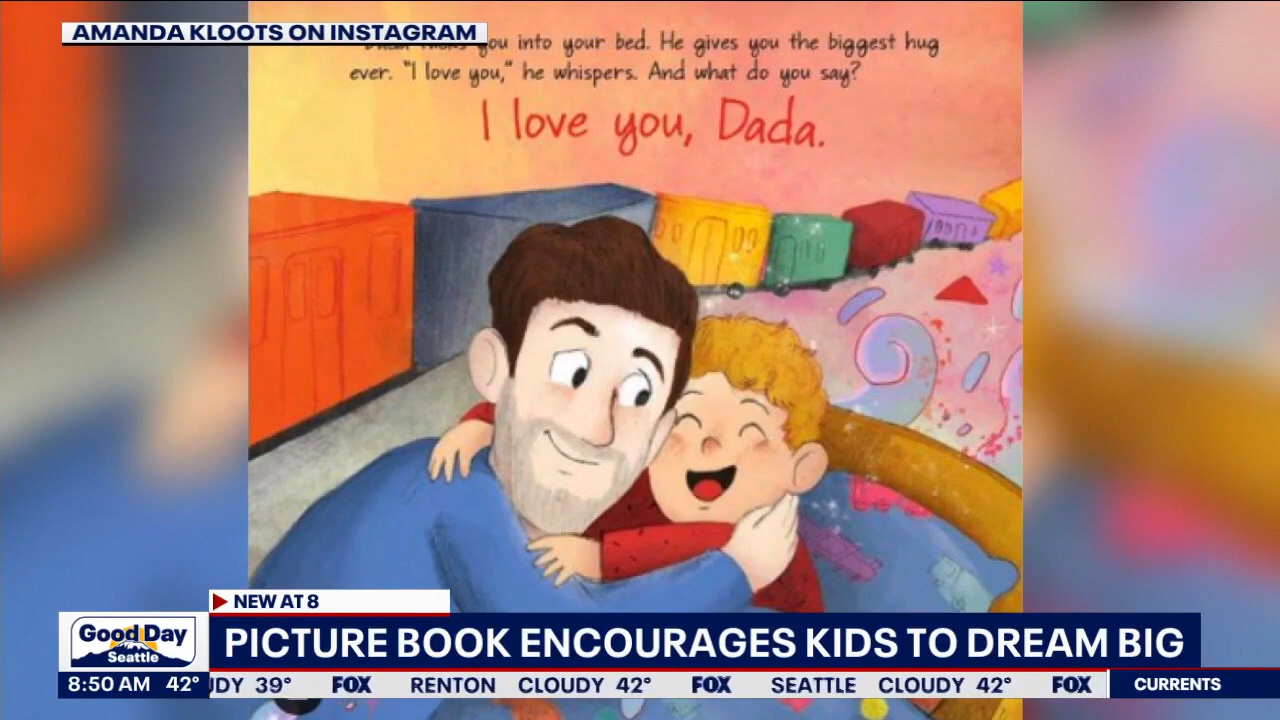 AMANDA KLOOTS ON INSTAGRAM
you into your bed. He gives you the biggest hug
ever. "I love you," he whispers. And what do you say?
I love you, Dada.
NEW AT 8
Good Day
Seattle
PICTURE BOOK ENCOURAGES KIDS TO DREAM BIG
8:50 AM 42° UDY 39° FOX RENTON CLOUDY 42° FOX SEATTLE CLOUDY 42° FOX CURRENTS